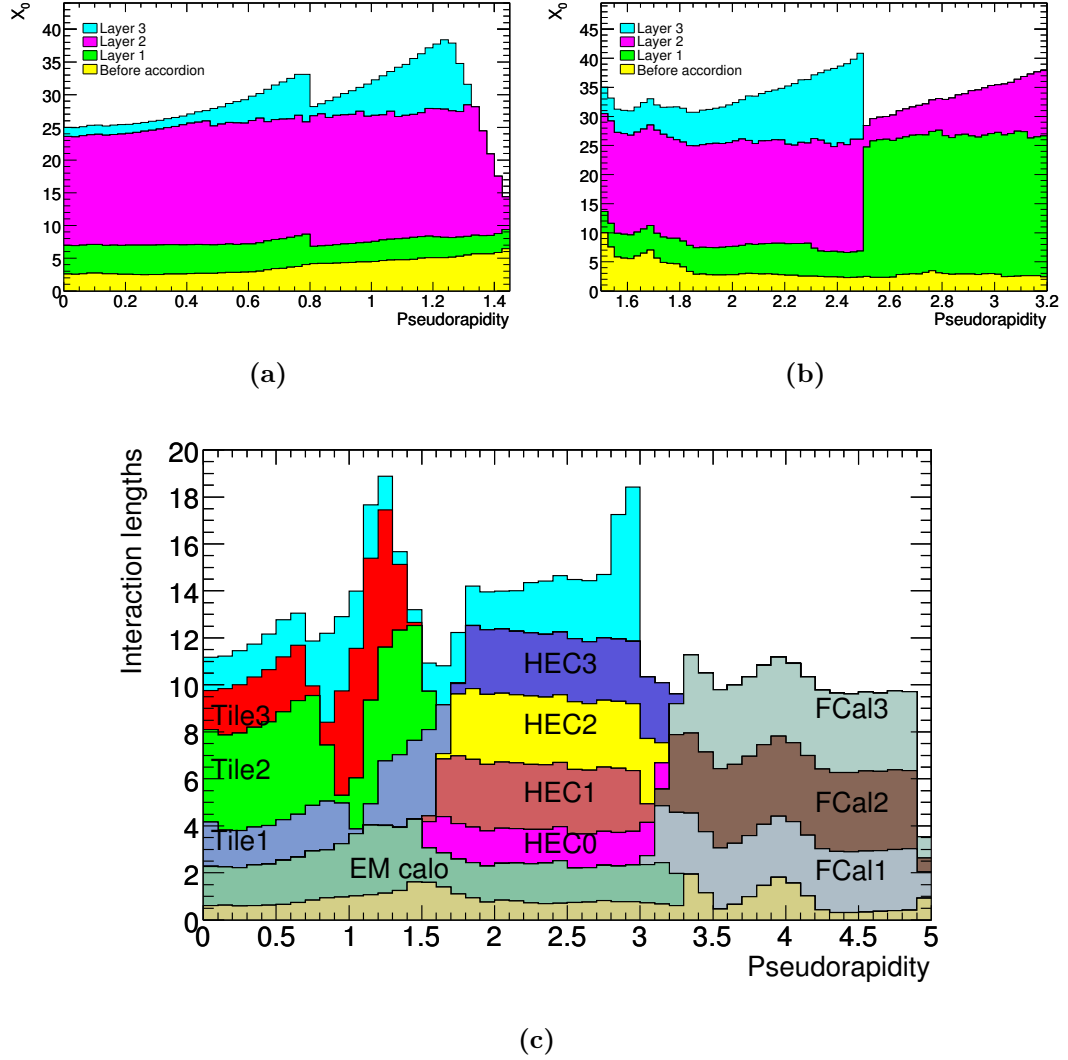 X0
40
35
30
25
20
15
10
5
0
Layer 3
Layer 2
Layer 1
Before accordion
0 0.2 0.4 0.6 0.8 1 1.2 1.4
Pseudorapidity
(a)
X0
45
40
35
30
25
20
15
10
5
0
Layer 3
Layer 2
Layer 1
Before accordion
1.6 1.8 2 2.2 2.4 2.6 2.8 3 3.2
Pseudorapidity
(b)
Interaction lengths
20
18
16
14
12
10
8
6
4
2
0
Tile3
Tile2
Tile1
EM calo
HEC3
HEC2
HEC1
HEC0
FCal3
FCal2
FCal1
0 0.5 1 1.5 2 2.5 3 3.5 4 4.5 5
Pseudorapidity
(c)